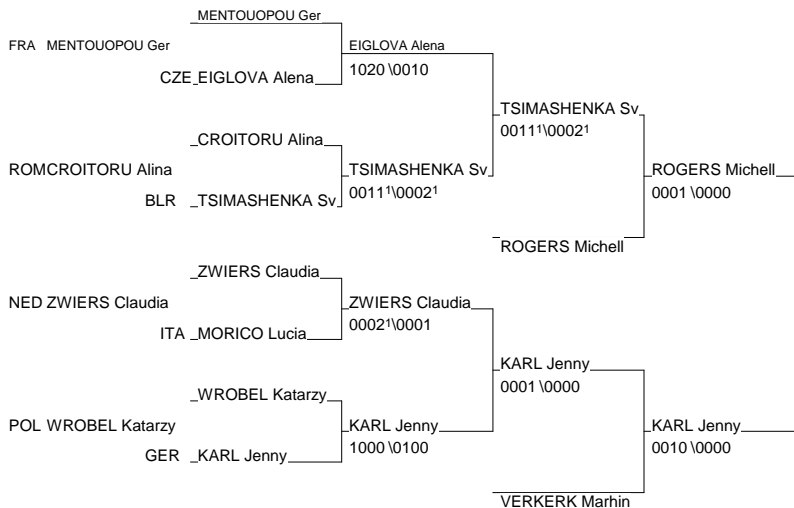 MENTOUOPOU Ger
FRA MENTOUOPOU Ger
EIGLOVA Alena
1020 \0010
CZE EIGLOVA Alena
TSIMASHENKA Sv
0011¹\0002¹
CROITORU Alina
ROMCROITORU Alina
TSIMASHENKA Sv
0011¹\0002¹
ROGERS Michell
0001 \0000
BLR TSIMASHENKA Sv
ROGERS Michell
ZWIERS Claudia
NED ZWIERS Claudia
ZWIERS Claudia
0002¹\0001
ITA MORICO Lucia
KARL Jenny
0001 \0000
WROBEL Katarzy
POL WROBEL Katarzy
KARL Jenny
1000 \0100
KARL Jenny
0010 \0000
GER KARL Jenny
VERKERK Marhin